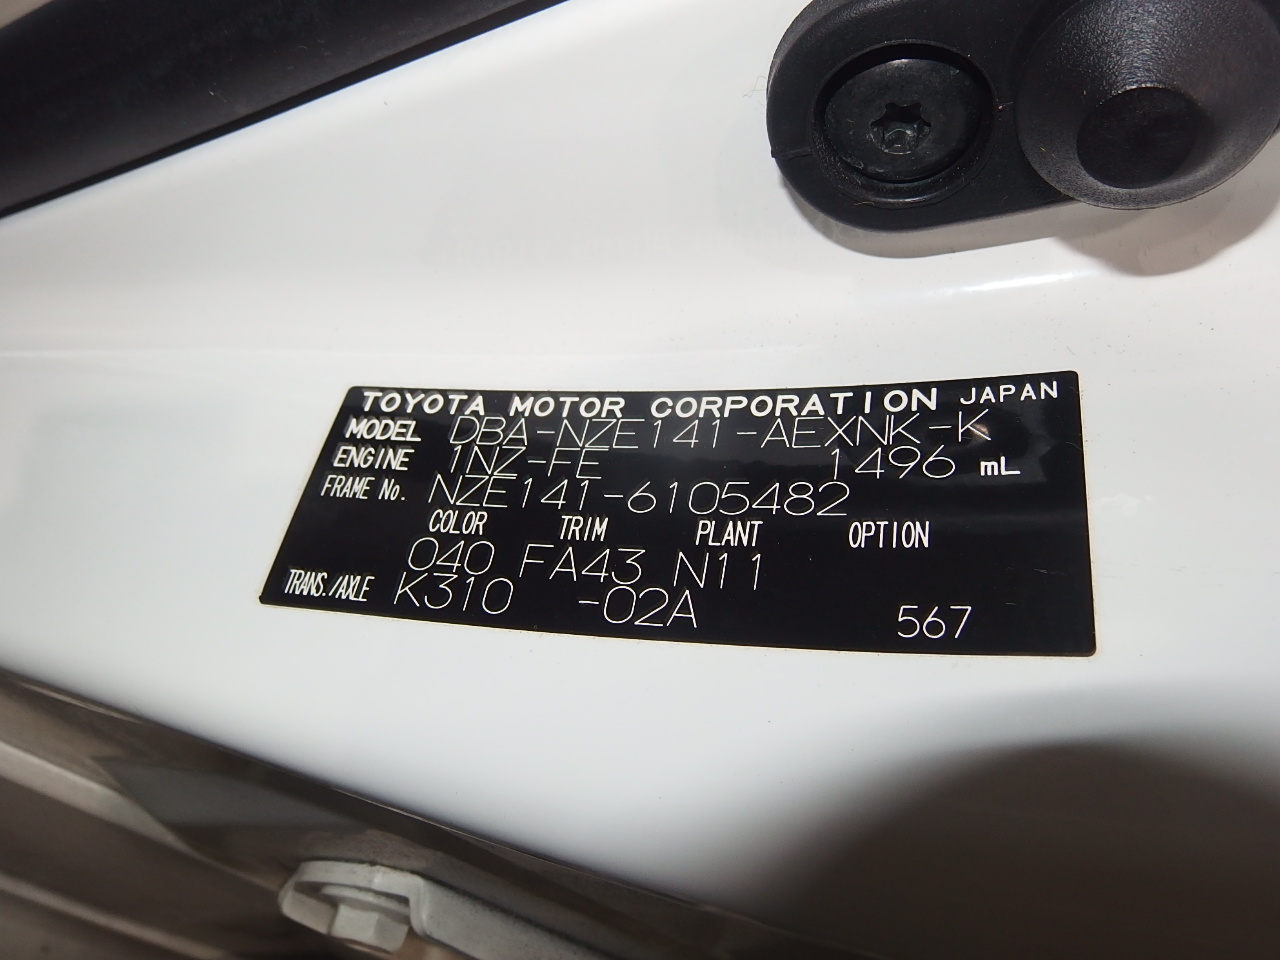 TOYOTA MOTOR CORPORATION JAPAN
MODEL DBA-NZE141-AEXNK-K
ENGINE 1NZ-FE 1496 mL
FRAME No. NZE141-6105482
COLOR TRIM PLANT OPTION
040 FA43 N11
TRANS./AXLE K310 -02A 567